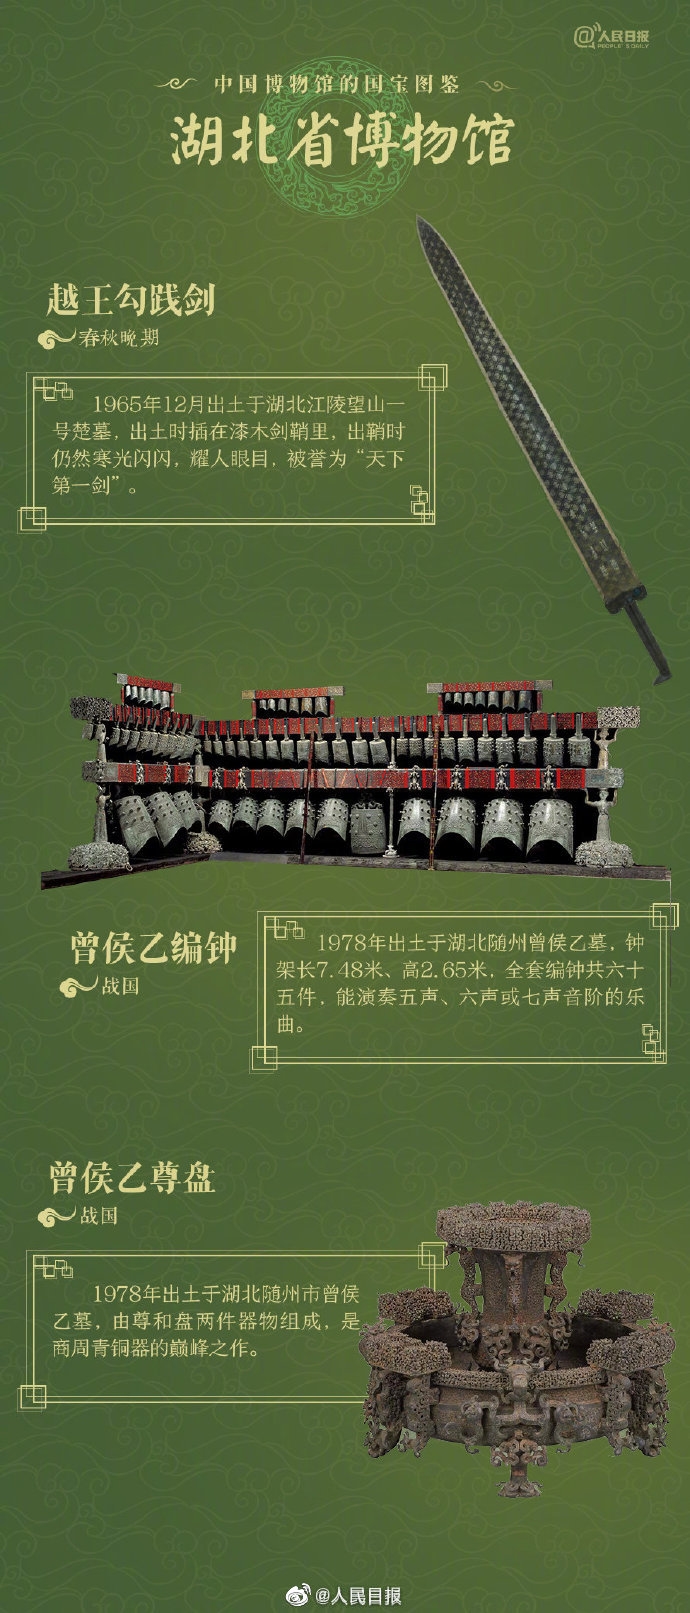 @人民日报
PEOPLE'S DAILY
中国博物馆的国宝图鉴
湖北省博物馆
越王勾践剑
春秋晚期
1965年12月出土于湖北江陵望山一
号楚墓，出土时插在漆木剑鞘里，出鞘时
仍然寒光闪闪，耀人眼目，被誉为“天下
第一剑”。
曾侯乙编钟
战国
1978年出土于湖北随州曾侯乙墓，钟
架长7.48米、高2.65米，全套编钟共六十
五件，能演奏五声、六声或七声音阶的乐
曲。
曾侯乙尊盘
战国
1978年出土于湖北随州市曾侯
乙墓，由尊和盘两件器物组成，是
商周青铜器的巅峰之作。
@人民日报